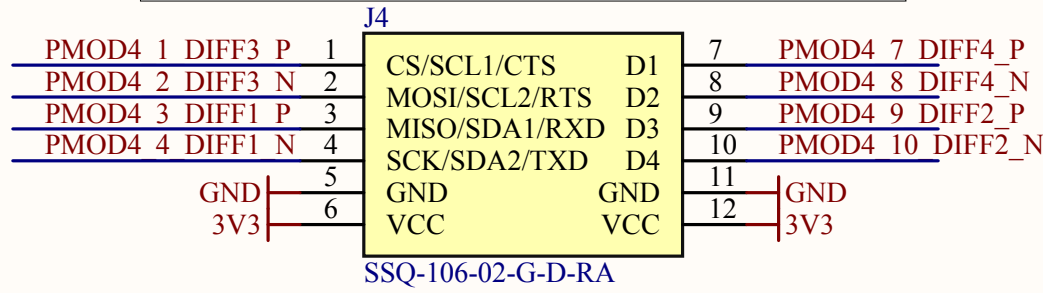 J4
PMOD4_1_DIFF3_P 1 CS/SCL1/CTS D1 7 PMOD4_7_DIFF4_P
PMOD4_2_DIFF3_N 2 MOSI/SCL2/RTS D2 8 PMOD4_8_DIFF4_N
PMOD4_3_DIFF1_P 3 MISO/SDA1/RXD D3 9 PMOD4_9_DIFF2_P
PMOD4_4_DIFF1_N 4 SCK/SDA2/TXD D4 10 PMOD4_10_DIFF2_N
GND 5 GND GND 11 GND
3V3 6 VCC VCC 12 3V3
SSQ-106-02-G-D-RA